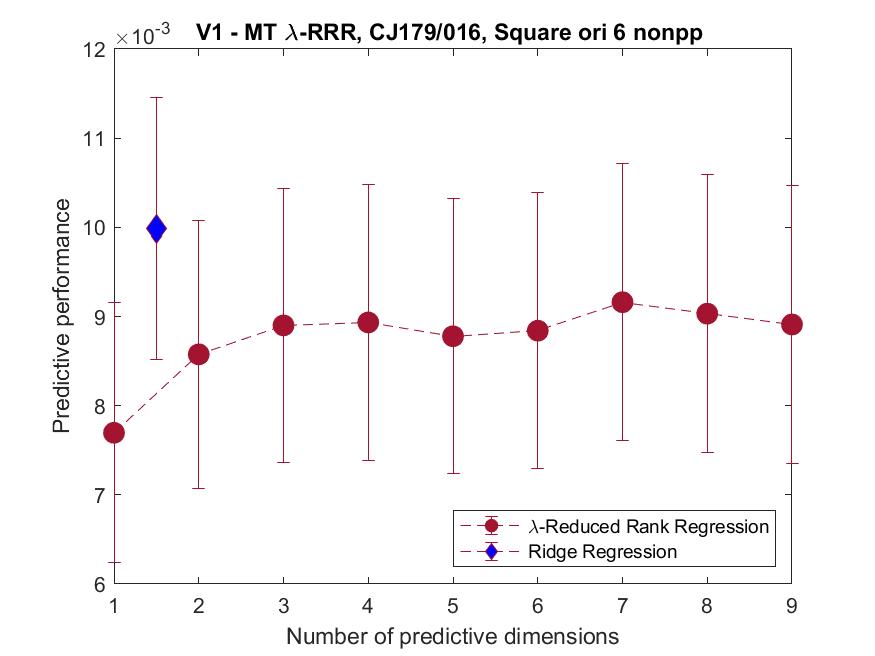 V1 - MT λ-RRR, CJ179/016, Square ori 6 nonpp
×10-3
12
11
10
9
8
7
6
Predictive performance
1 2 3 4 5 6 7 8 9
Number of predictive dimensions
λ-Reduced Rank Regression
Ridge Regression